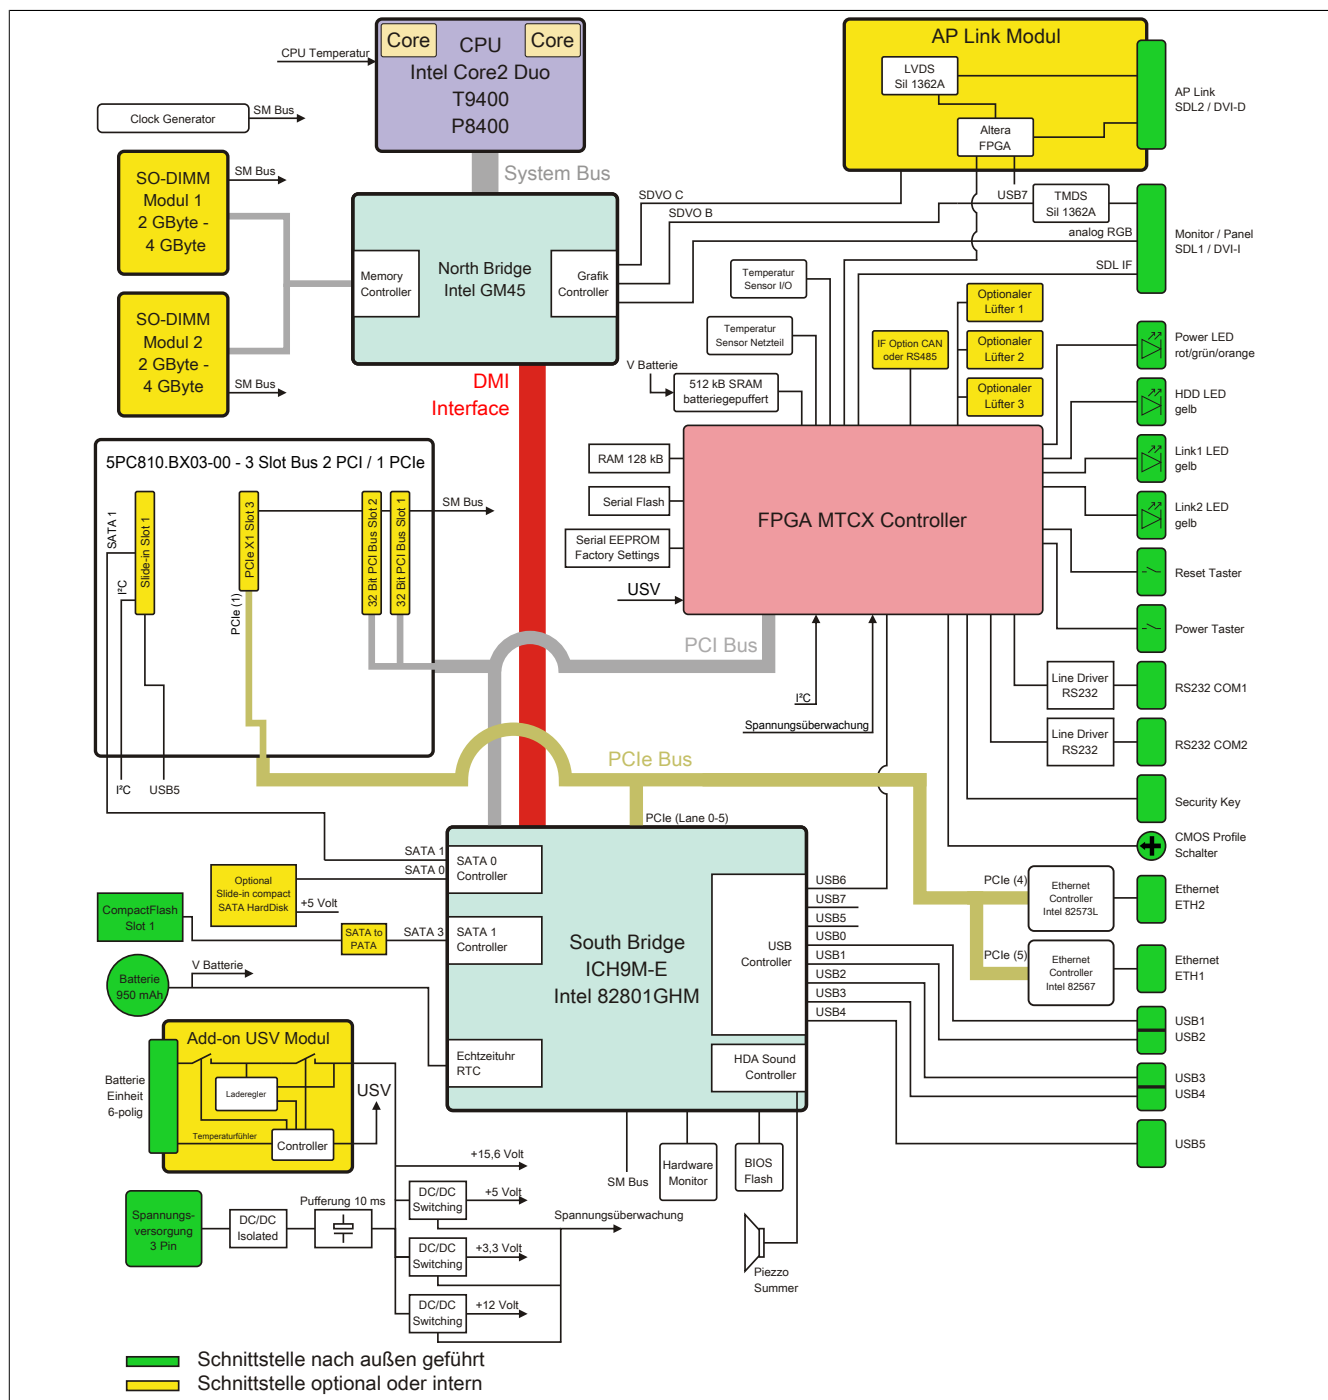 Core
CPU
Core
Intel Core2 Duo
T9400
P8400
CPU Temperatur
Clock Generator
SM Bus
SO-DIMM
Modul 1
2 GByte -
4 GByte
SM Bus
SO-DIMM
Modul 2
2 GByte -
4 GByte
SM Bus
System Bus
Memory
Controller
North Bridge
Intel GM45
Grafik
Controller
SDVO C
SDVO B
analog RGB
SDL IF
USB7
AP Link Modul
LVDS
Sil 1362A
Altera
FPGA
AP Link
SDL2 / DVI-D
TMDS
Sil 1362A
Monitor / Panel
SDL1 / DVI-I
DMI
Interface
Temperatur
Sensor I/O
Temperatur
Sensor Netzteil
V Batterie
512 kB SRAM
batteriegepuffert
IF Option CAN
oder RS485
Optionaler
Lüfter 1
Optionaler
Lüfter 2
Optionaler
Lüfter 3
RAM 128 kB
Serial Flash
Serial EEPROM
Factory Settings
USV
FPGA MTCX Controller
Power LED
rot/grün/orange
HDD LED
gelb
Link1 LED
gelb
Link2 LED
gelb
Reset Taster
Power Taster
Line Driver
RS232
RS232 COM1
Line Driver
RS232
RS232 COM2
Security Key
CMOS Profile
Schalter
5PC810.BX03-00 - 3 Slot Bus 2 PCI / 1 PCIe
SATA 1
Slide-in Slot 1
I²C
PCIe X1 Slot 3
PCIe (1)
32 Bit PCI Bus Slot 2
32 Bit PCI Bus Slot 1
SM Bus
I²C
USB5
PCI Bus
I²C
Spannungsüberwachung
PCIe Bus
PCIe (Lane 0-5)
PCIe (4)
Ethernet
Controller
Intel 82573L
Ethernet
ETH2
PCIe (5)
Ethernet
Controller
Intel 82567
Ethernet
ETH1
SATA 1
SATA 0
SATA 0
Controller
Optional
Slide-in compact
SATA HardDisk
+5 Volt
CompactFlash
Slot 1
SATA to
PATA
SATA 3
SATA 1
Controller
South Bridge
ICH9M-E
Intel 82801GHM
USB
Controller
USB6
USB7
USB5
USB0
USB1
USB2
USB3
USB4
Batterie
950 mAh
V Batterie
Echtzeituhr
RTC
HDA Sound
Controller
USB1
USB2
USB3
USB4
USB5
Add-on USV Modul
Batterie
Einheit
6-polig
Laderegler
Temperaturfühler
Controller
USV
SM Bus
Hardware
Monitor
BIOS
Flash
Piezzo
Summer
Spannungs-
versorgung
3 Pin
DC/DC
Isolated
Pufferung 10 ms
+15,6 Volt
DC/DC
Switching
+5 Volt
Spannungsüberwachung
DC/DC
Switching
+3,3 Volt
DC/DC
Switching
+12 Volt
Schnittstelle nach außen geführt
Schnittstelle optional oder intern